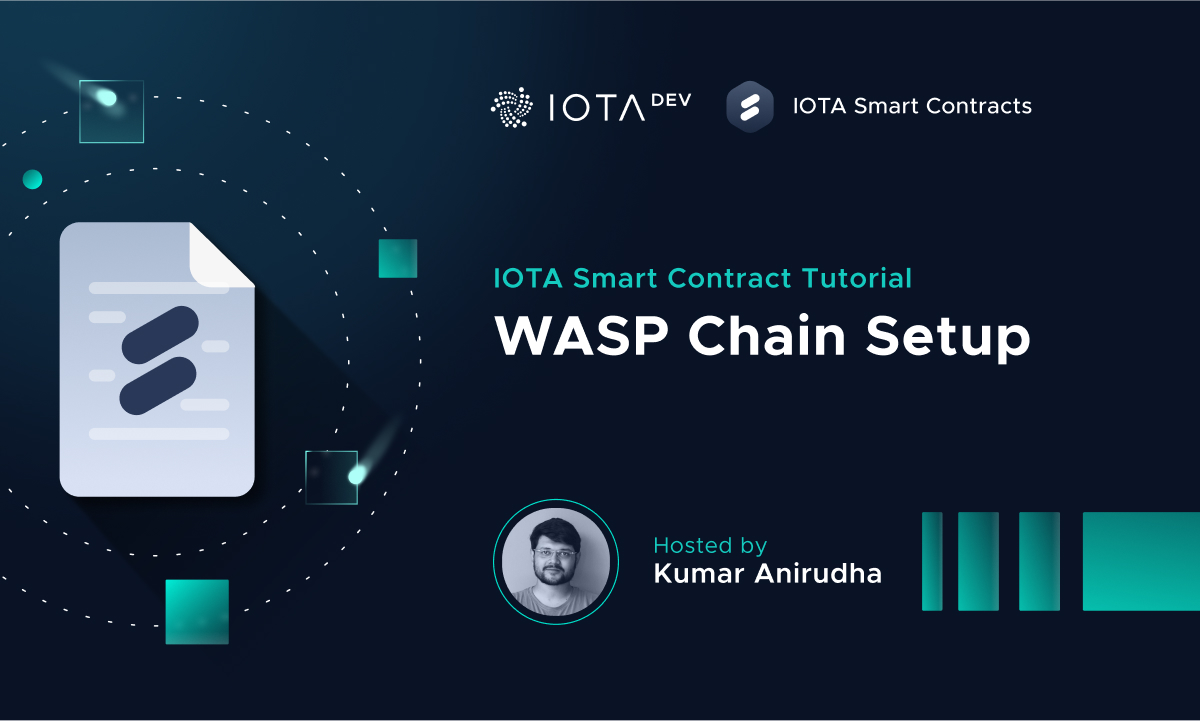 IOTA DEV
IOTA Smart Contracts
IOTA Smart Contract Tutorial
WASP Chain Setup
Hosted by
Kumar Anirudha